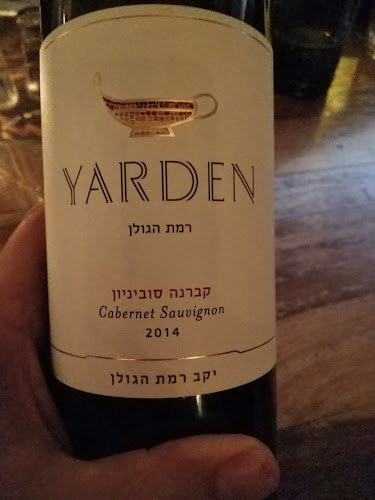 YARDEN
רמת הגולן
קברנה סוביניון
Cabernet Sauvignon
2014
יקב רמת הגולן